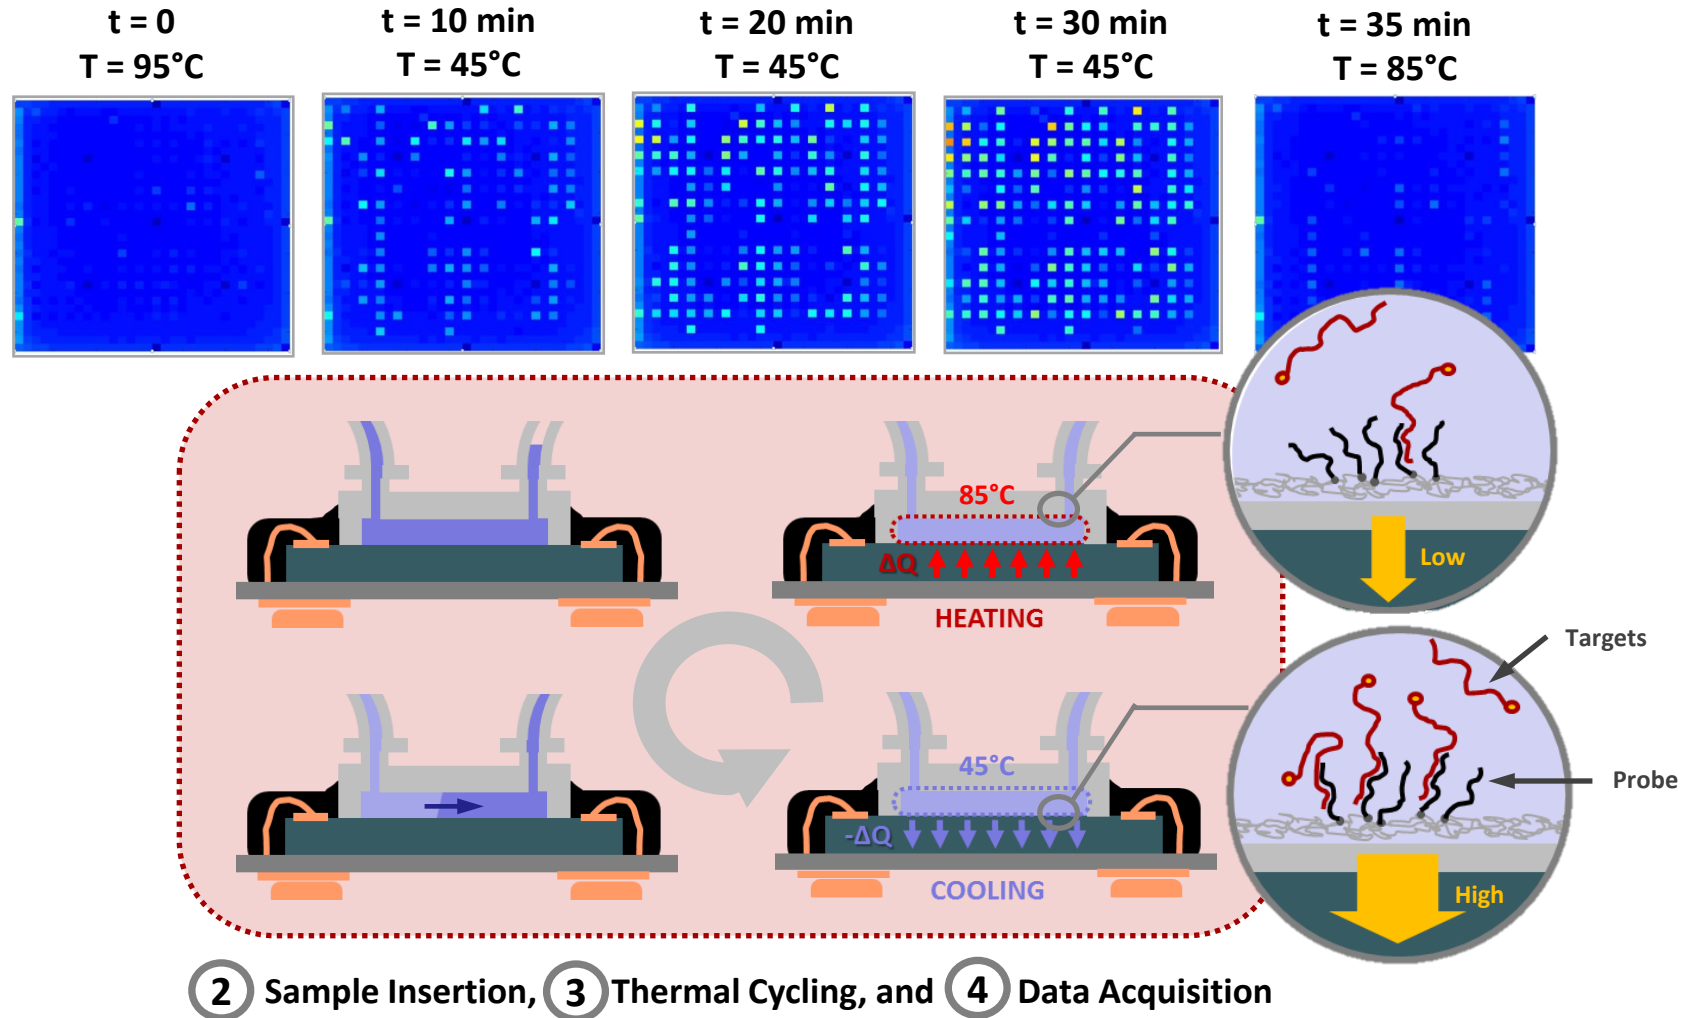 t = 0
T = 95°C
t = 10 min
T = 45°C
t = 20 min
T = 45°C
t = 30 min
T = 45°C
t = 35 min
T = 85°C
85°C
ΔQ
HEATING
Low
Targets
45°C
-ΔQ
COOLING
Probe
High
2 Sample Insertion, 3 Thermal Cycling, and 4 Data Acquisition